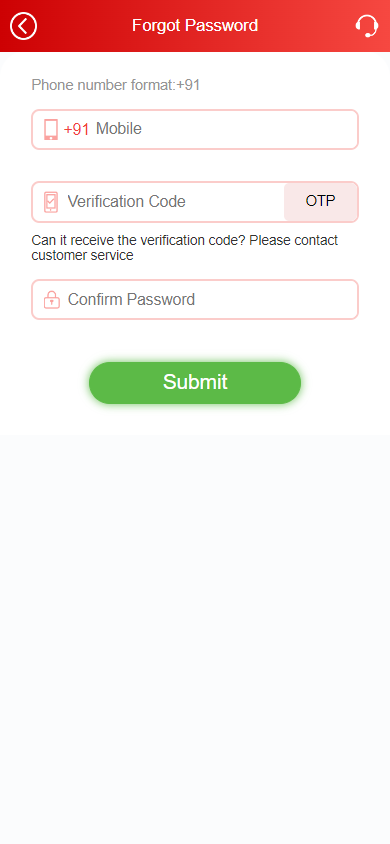 Forgot Password
Phone number format:+91
+91 Mobile
Verification Code OTP
Can it receive the verification code? Please contact
customer service
Confirm Password
Submit